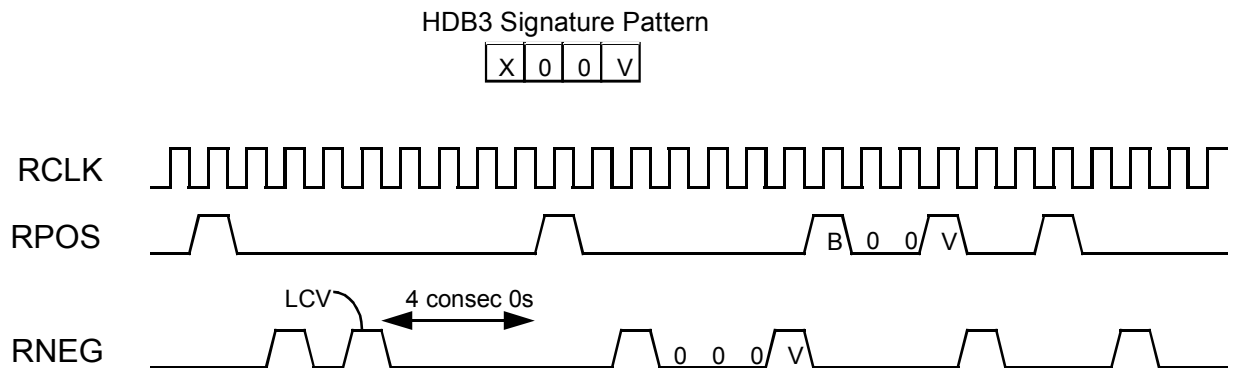 HDB3 Signature Pattern
X 0 0 V
RCLK
RPOS
B 0 0 V
LCV
4 consec 0s
RNEG
0 0 0 V